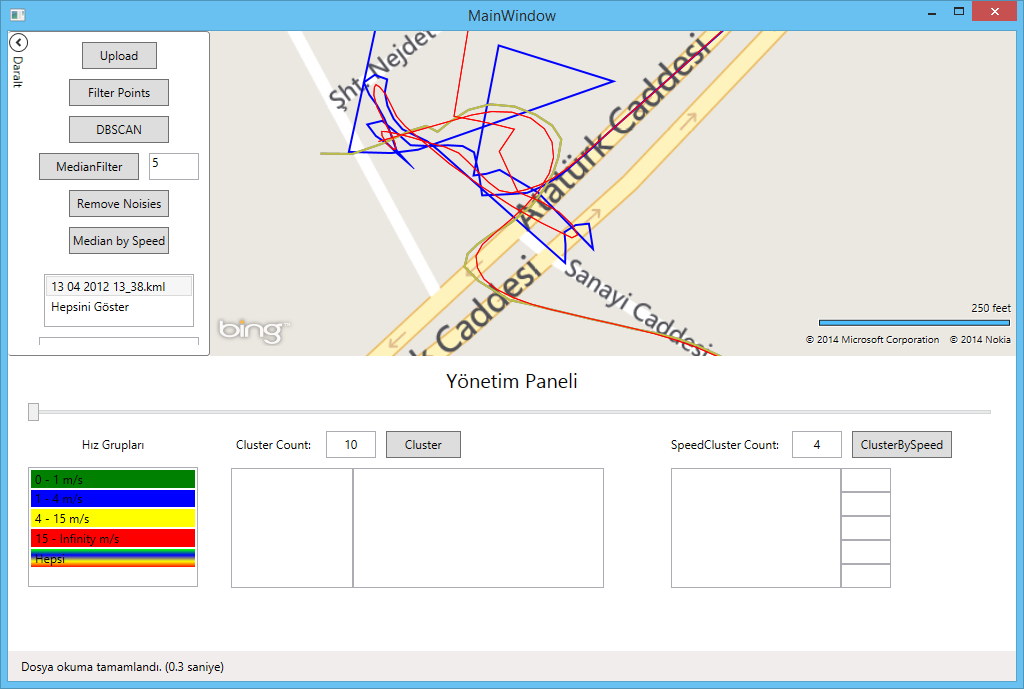 MainWindow
Daralt
Upload
Filter Points
DBSCAN
MedianFilter 5
Remove Noisies
Median by Speed
13 04 2012 13_38.kml
Hepsini Göster
Şht. Nejdet
Atatürk Caddesi
Caddesi
Sanayi Caddesi
bing™
250 feet
© 2014 Microsoft Corporation © 2014 Nokia
Yönetim Paneli
Hız Grupları
Cluster Count: 10 Cluster
SpeedCluster Count: 4 ClusterBySpeed
0 - 1 m/s
1 - 4 m/s
4 - 15 m/s
15 - Infinity m/s
Hepsi
Dosya okuma tamamlandı. (0.3 saniye)